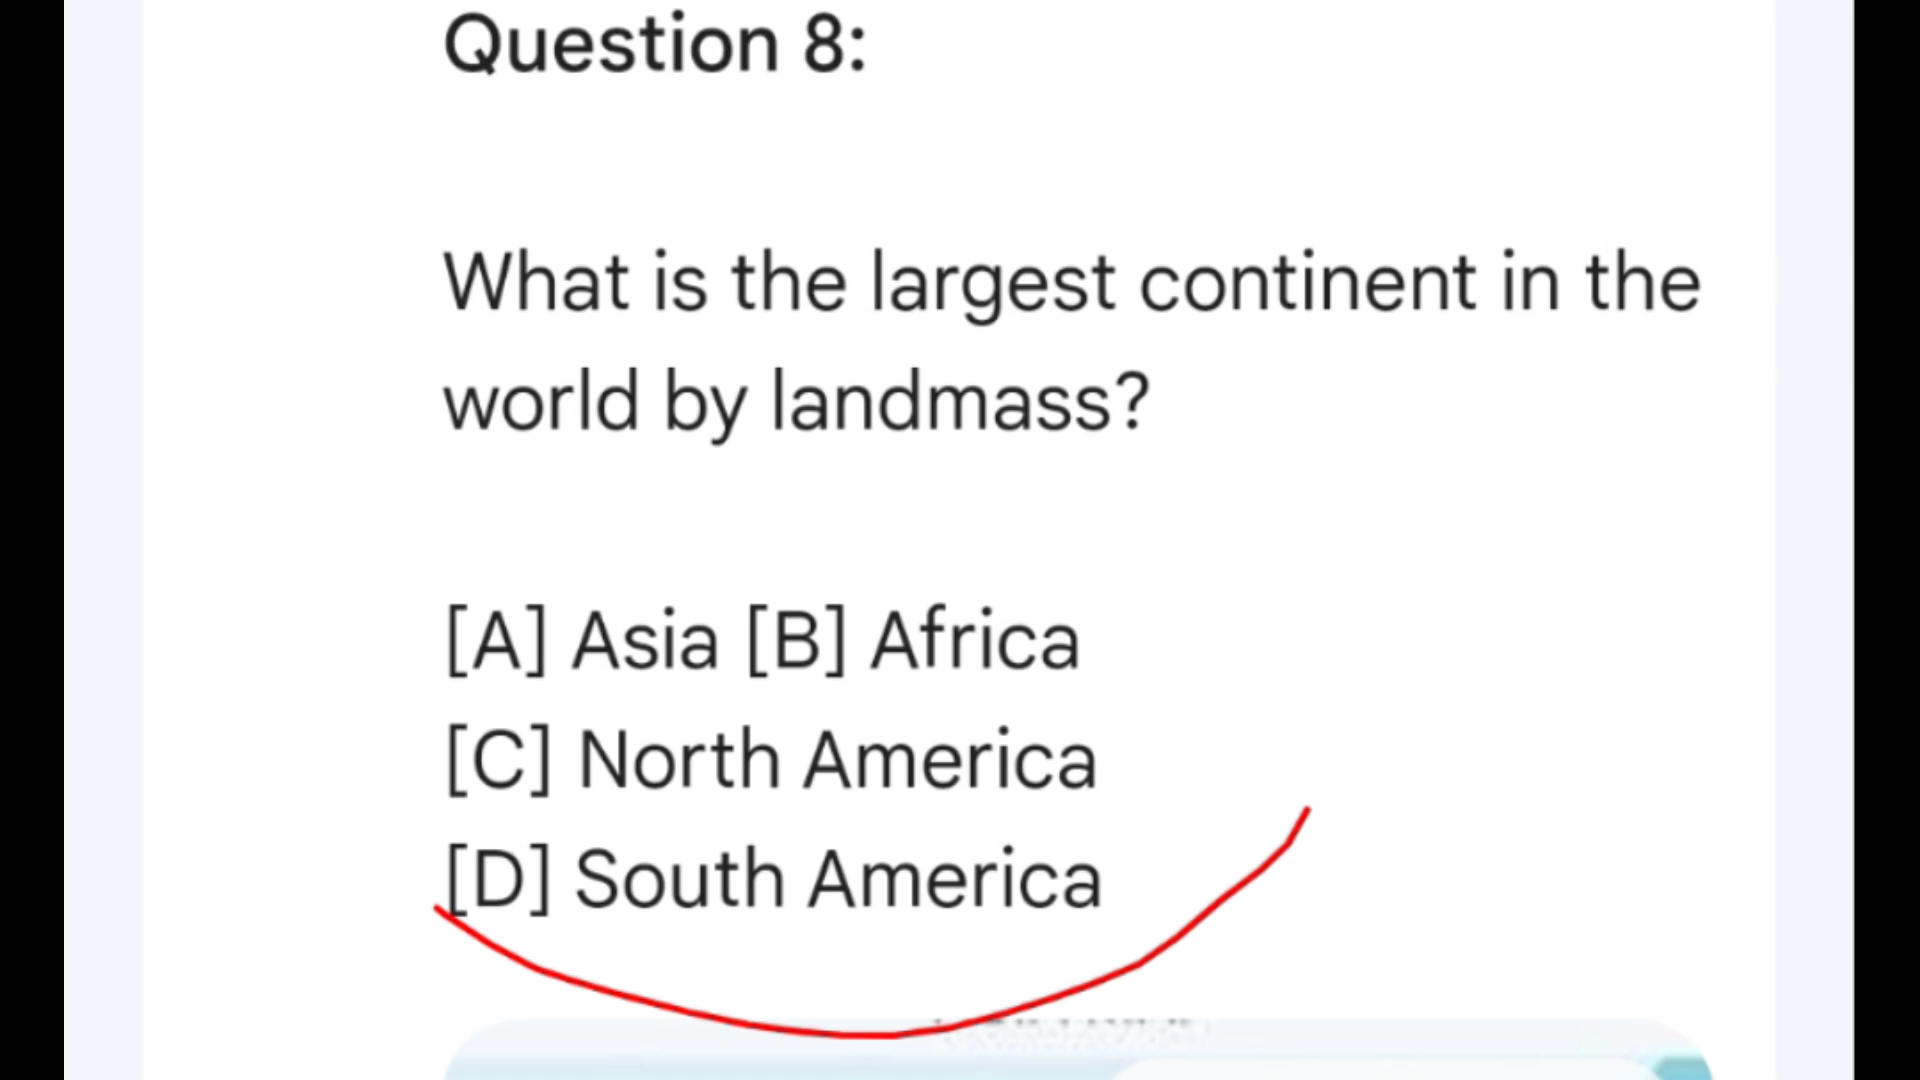 Question 8:
What is the largest continent in the
world by landmass?
[A] Asia [B] Africa
[C] North America
[D] South America